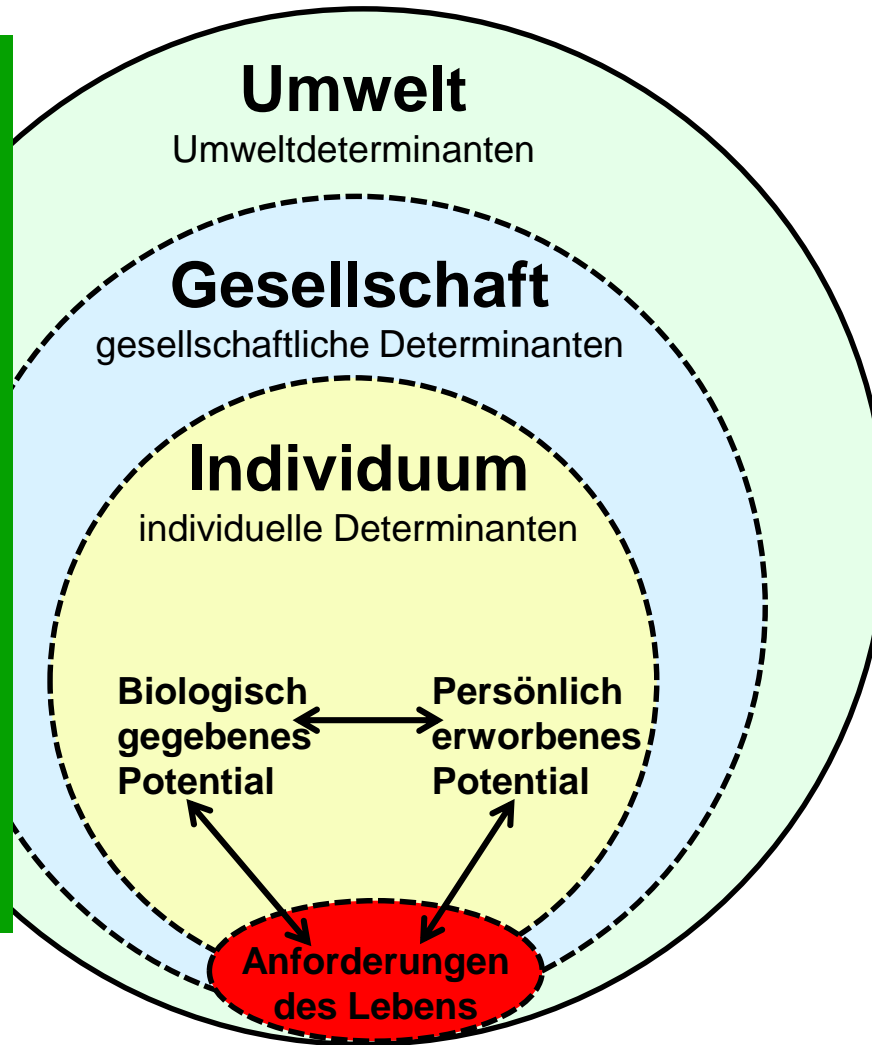 Umwelt
Umweltdeterminanten
Gesellschaft
gesellschaftliche Determinanten
Individuum
individuelle Determinanten
Biologisch
gegebenes
Potential
Persönlich
erworbenes
Potential
Anforderungen
des Lebens